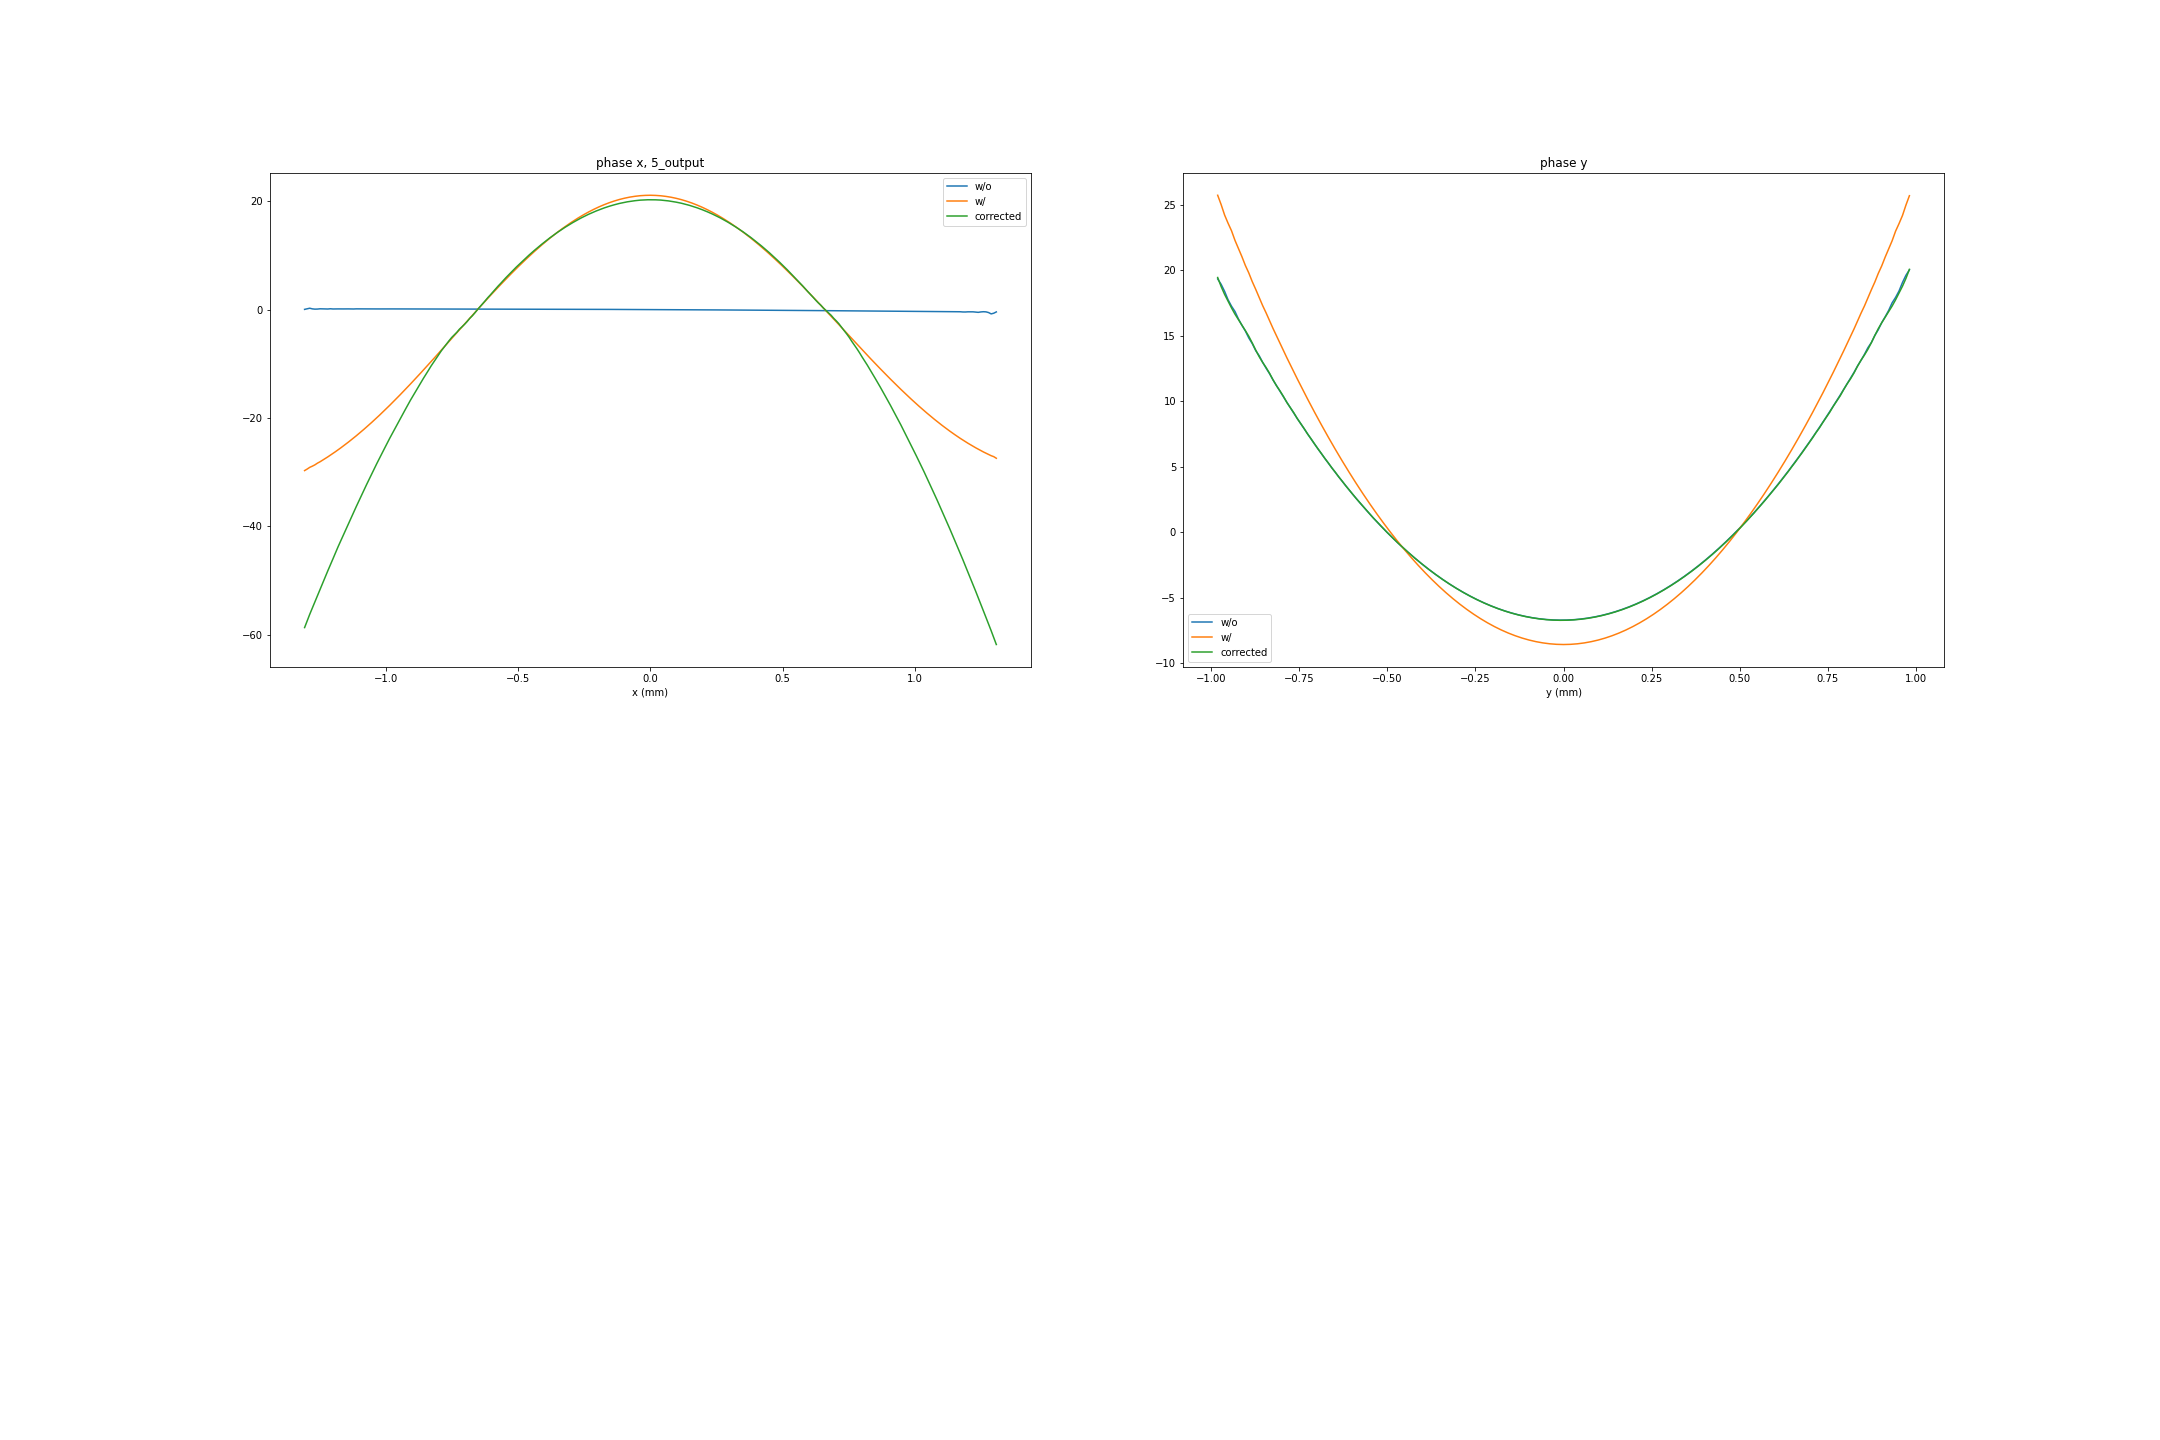 phase x, 5_output
w/o
w/
corrected
20
0
−20
−40
−60
−1.0 −0.5 0.0 0.5 1.0
x (mm)
phase y
25
20
15
10
5
0
−5
−10
w/o
w/
corrected
−1.00 −0.75 −0.50 −0.25 0.00 0.25 0.50 0.75 1.00
y (mm)